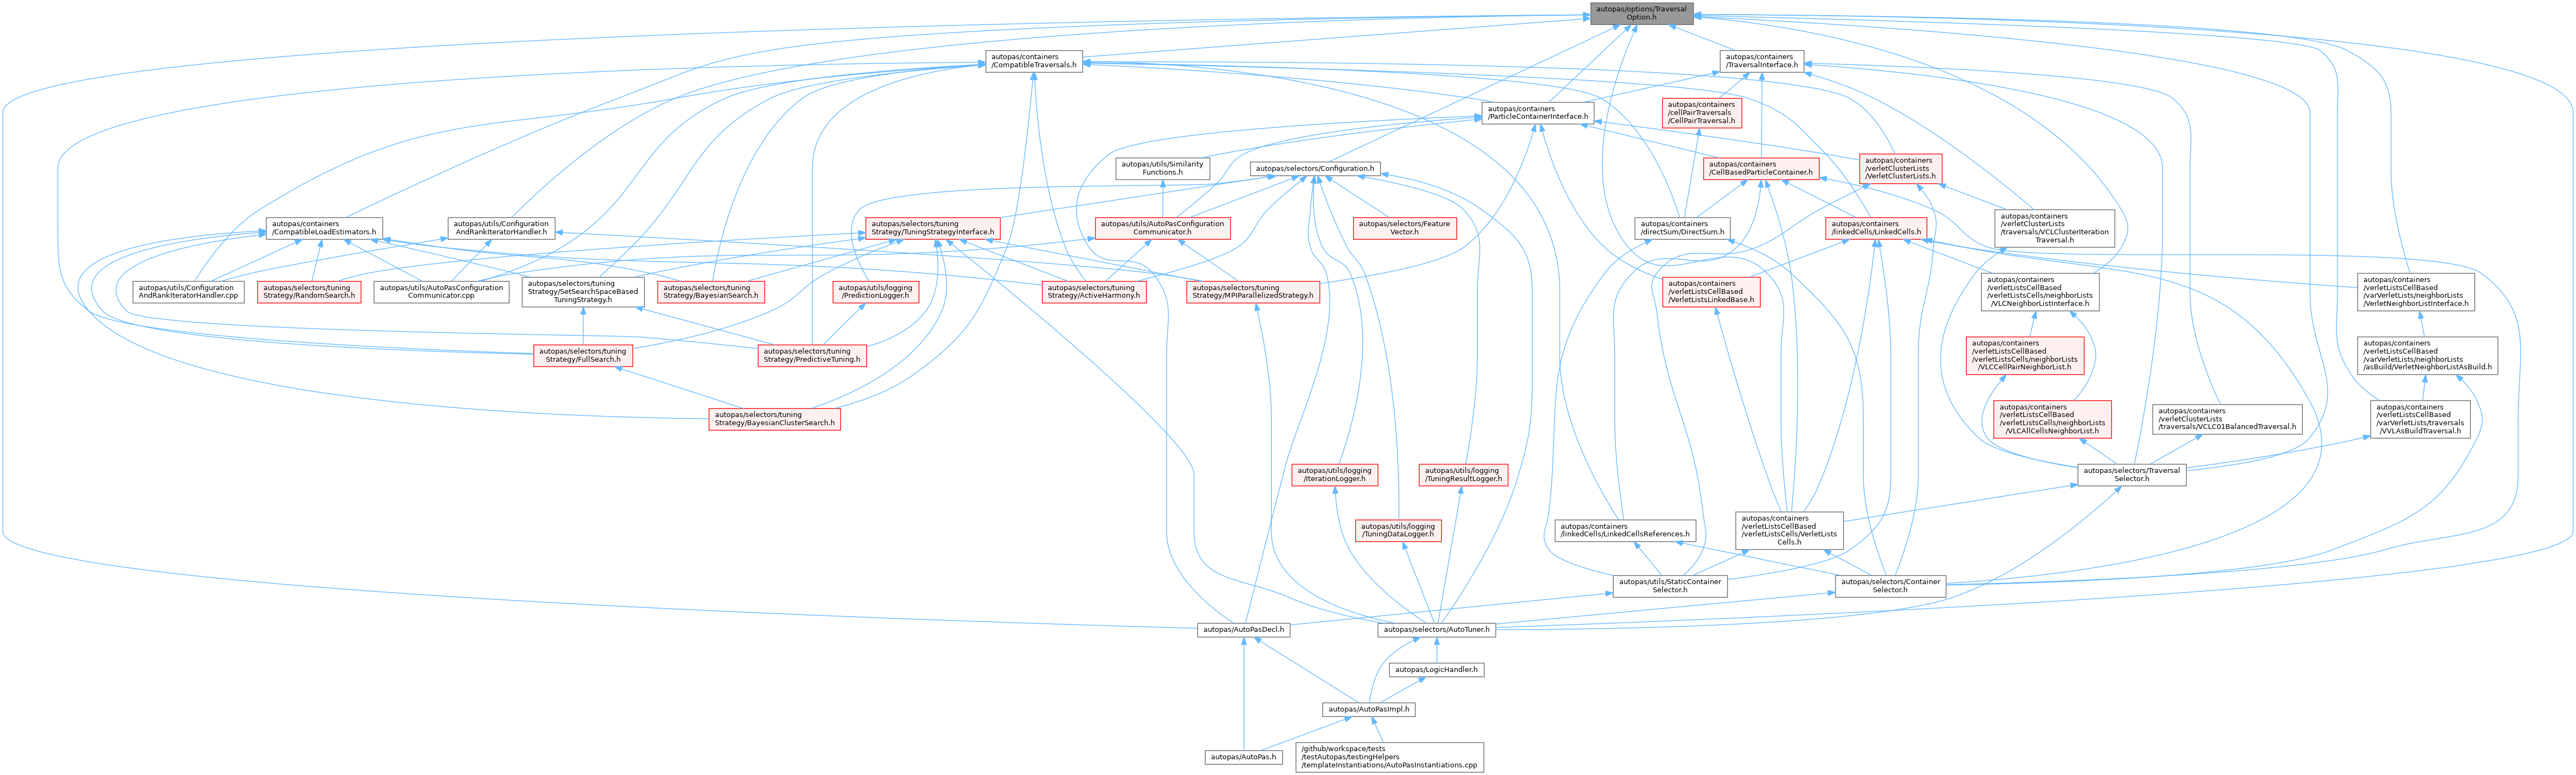 autopas/options/Traversal
Option.h
autopas/containers
/CompatibleTraversals.h
autopas/containers
/TraversalInterface.h
autopas/containers
/ParticleContainerInterface.h
autopas/containers
/cellPairTraversals
/CellPairTraversal.h
autopas/utils/Similarity
Functions.h
autopas/selectors/Configuration.h
autopas/containers
/CellBasedParticleContainer.h
autopas/containers
/verletClusterLists
/VerletClusterLists.h
autopas/containers
/CompatibleLoadEstimators.h
autopas/utils/Configuration
AndRankIteratorHandler.h
autopas/selectors/tuning
Strategy/TuningStrategyInterface.h
autopas/utils/AutoPasConfiguration
Communicator.h
autopas/selectors/Feature
Vector.h
autopas/containers
/directSum/DirectSum.h
autopas/containers
/linkedCells/LinkedCells.h
autopas/containers
/verletClusterLists
/traversals/VCLClusterIteration
Traversal.h
autopas/utils/Configuration
AndRankIteratorHandler.cpp
autopas/selectors/tuning
Strategy/RandomSearch.h
autopas/utils/AutoPasConfiguration
Communicator.cpp
autopas/selectors/tuning
Strategy/SetSearchSpaceBased
TuningStrategy.h
autopas/selectors/tuning
Strategy/BayesianSearch.h
autopas/utils/logging
/PredictionLogger.h
autopas/selectors/tuning
Strategy/ActiveHarmony.h
autopas/selectors/tuning
Strategy/MPIParallelizedStrategy.h
autopas/containers
/verletListsCellBased
/VerletListsLinkedBase.h
autopas/containers
/verletListsCellBased
/verletListsCells/neighborLists
/VLCNeighborListInterface.h
autopas/containers
/verletListsCellBased
/varVerletLists/neighborLists
/VerletNeighborListInterface.h
autopas/selectors/tuning
Strategy/FullSearch.h
autopas/selectors/tuning
Strategy/PredictiveTuning.h
autopas/containers
/verletListsCellBased
/verletListsCells/neighborLists
/VLCCellPairNeighborList.h
autopas/containers
/verletListsCellBased
/varVerletLists/neighborLists
/asBuild/VerletNeighborListAsBuild.h
autopas/selectors/tuning
Strategy/BayesianClusterSearch.h
autopas/containers
/verletListsCellBased
/verletListsCells/neighborLists
/VLCAllCellsNeighborList.h
autopas/containers
/verletClusterLists
/traversals/VCLC01BalancedTraversal.h
autopas/containers
/verletListsCellBased
/varVerletLists/traversals
/VVLAsBuildTraversal.h
autopas/utils/logging
/IterationLogger.h
autopas/utils/logging
/TuningResultLogger.h
autopas/selectors/Traversal
Selector.h
autopas/utils/logging
/TuningDataLogger.h
autopas/containers
/linkedCells/LinkedCellsReferences.h
autopas/containers
/verletListsCellBased
/verletListsCells/VerletLists
Cells.h
autopas/utils/StaticContainer
Selector.h
autopas/selectors/Container
Selector.h
autopas/AutoPasDecl.h
autopas/selectors/AutoTuner.h
autopas/LogicHandler.h
autopas/AutoPasImpl.h
autopas/AutoPas.h
/github/workspace/tests
/testAutopas/testingHelpers
/templateInstantiations/AutoPasInstantiations.cpp